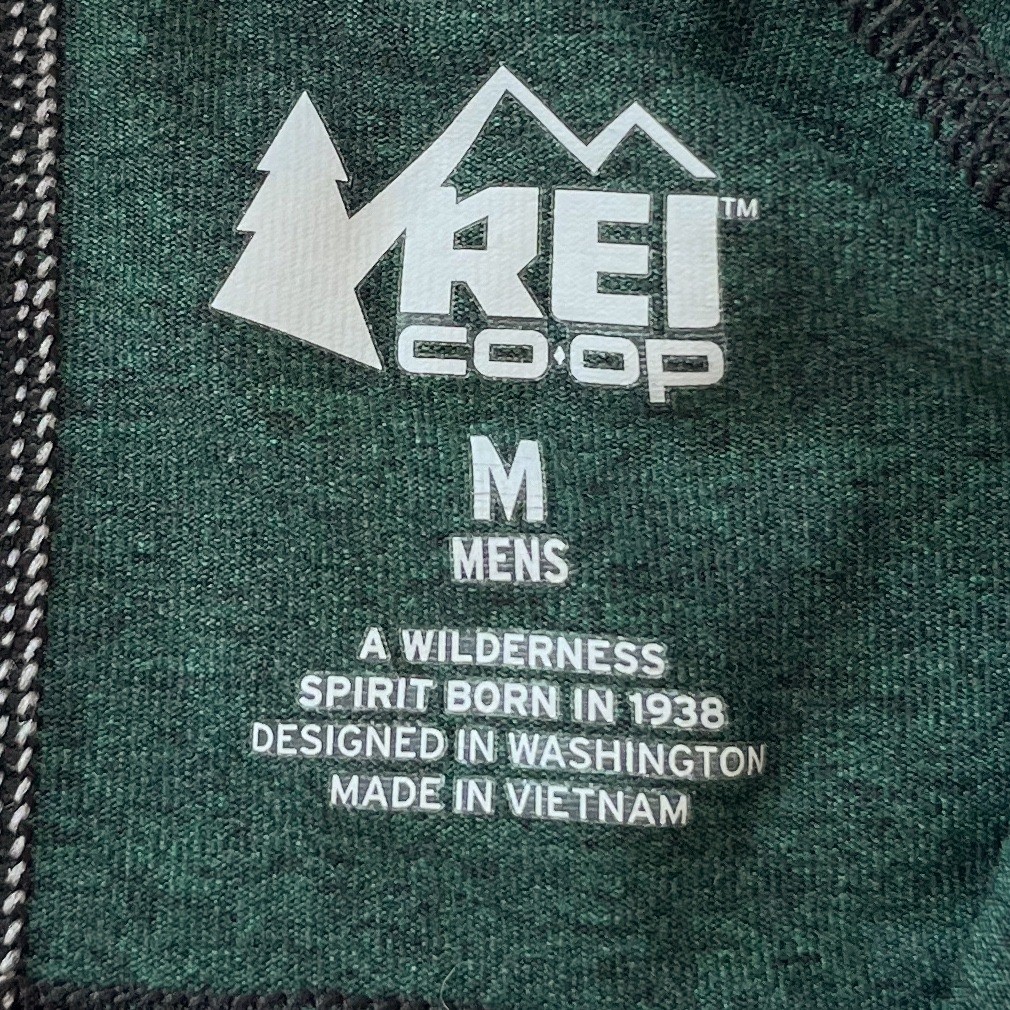 REI™
CO·OP
M
MENS
A WILDERNESS
SPIRIT BORN IN 1938
DESIGNED IN WASHINGTON
MADE IN VIETNAM